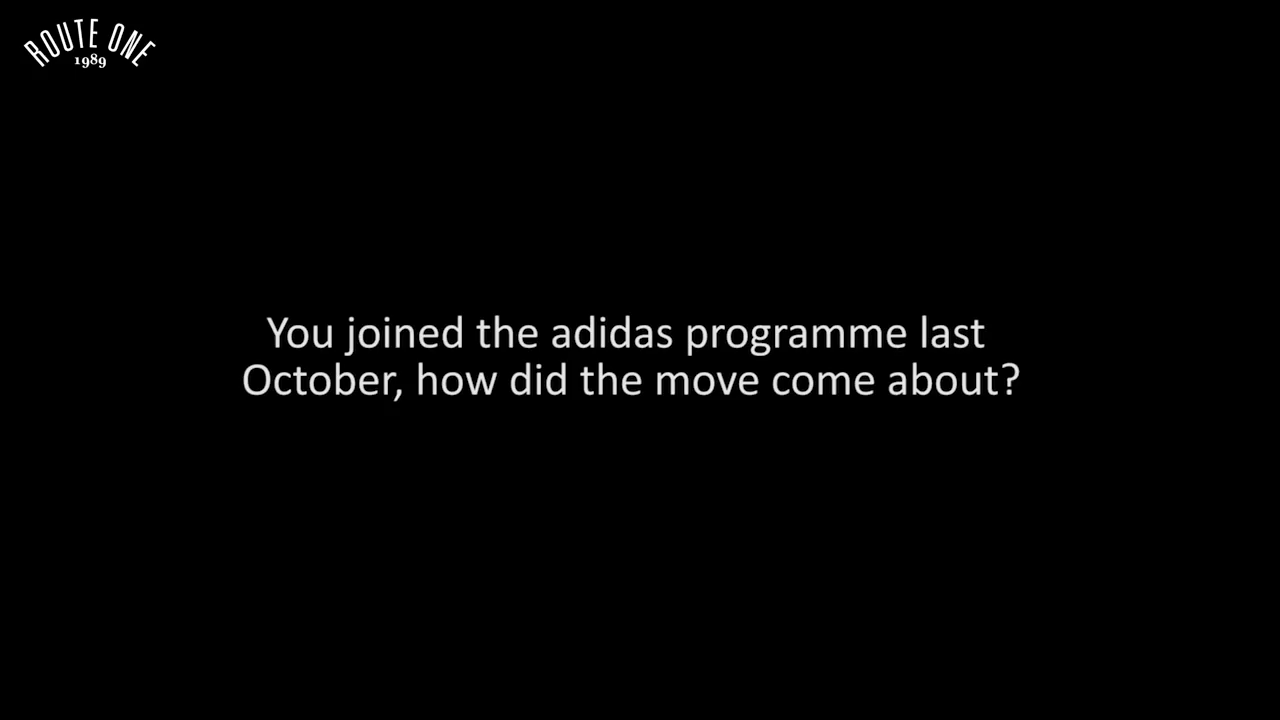 ROUTE ONE
1989
You joined the adidas programme last
October, how did the move come about?